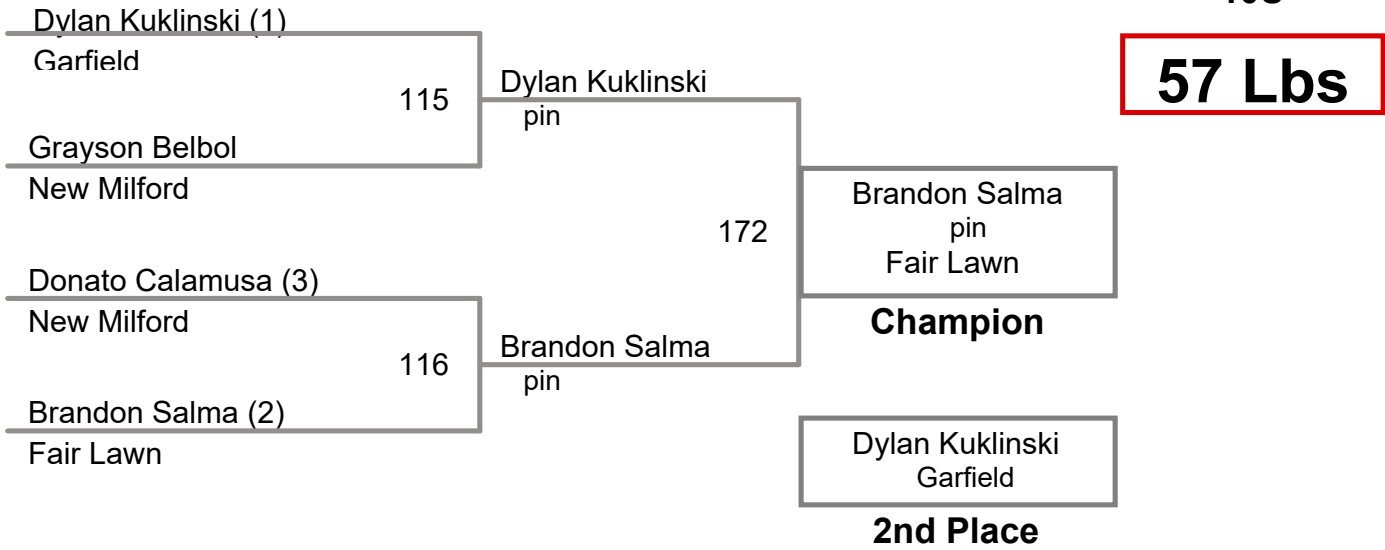 Dylan Kuklinski (1)
Garfield
115
Grayson Belbol
New Milford
Dylan Kuklinski
pin
57 Lbs
Donato Calamusa (3)
New Milford
116
Brandon Salma (2)
Fair Lawn
Brandon Salma
pin
172
Brandon Salma
pin
Fair Lawn
Champion
Dylan Kuklinski
Garfield
2nd Place